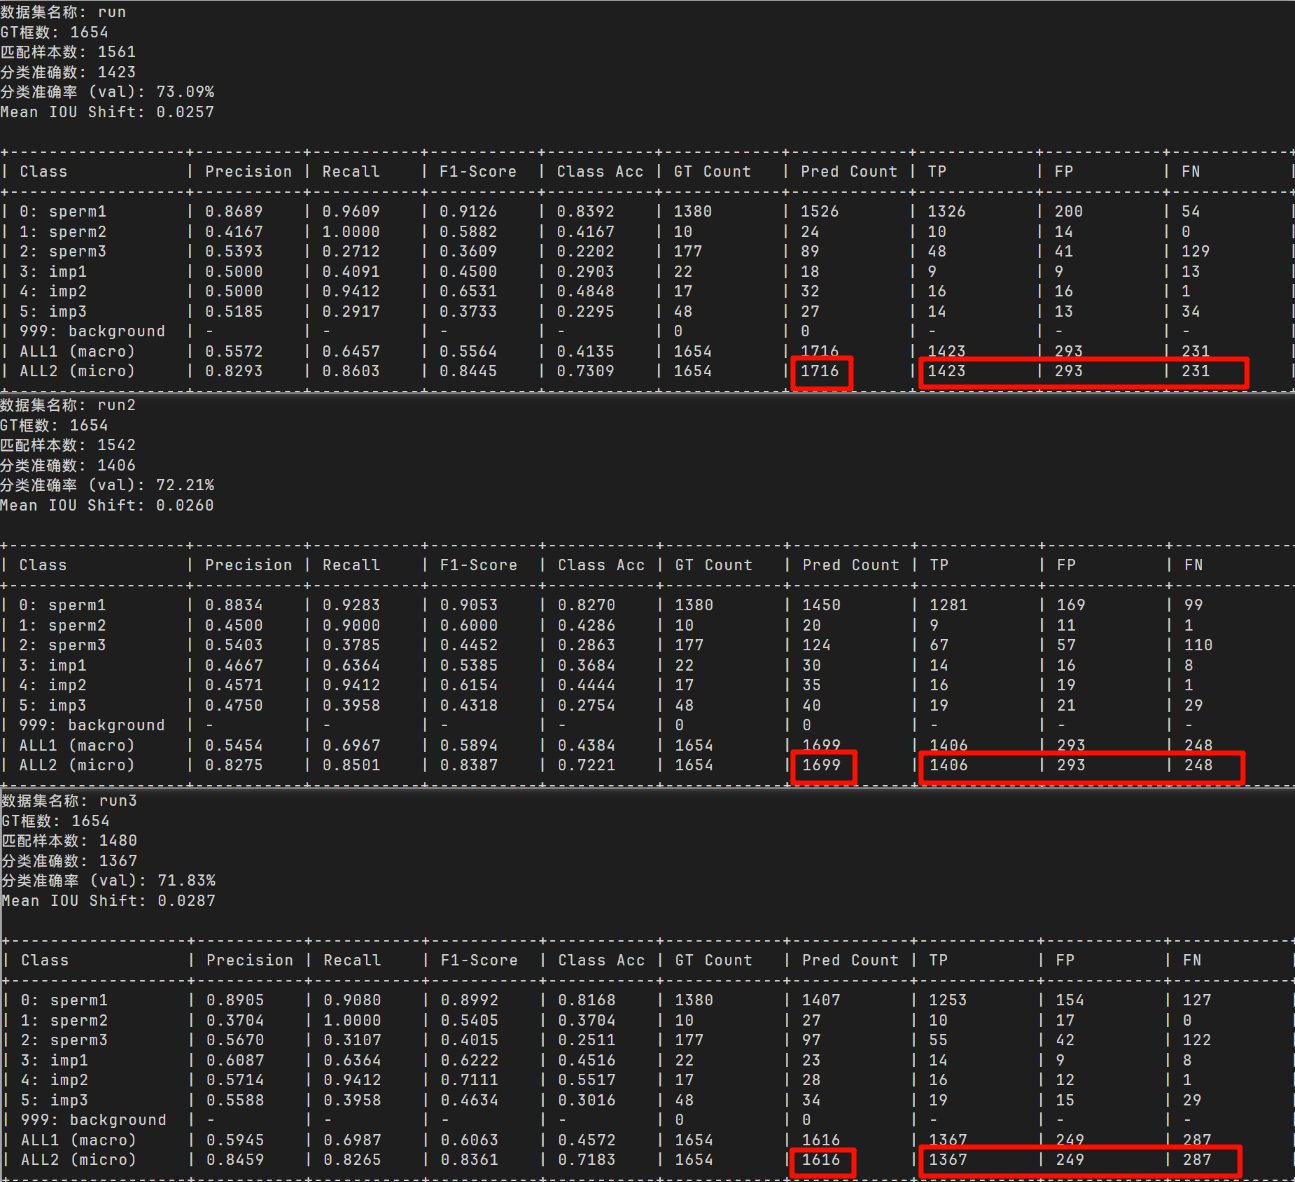 数据集名称: run
GT框数: 1654
匹配样本数: 1561
分类准确数: 1423
分类准确率 (val): 73.09%
Mean IOU Shift: 0.0257
| Class | Precision | Recall | F1-Score | Class Acc | GT Count | Pred Count | TP | FP | FN |
| 0: sperm1 | 0.8689 | 0.9609 | 0.9126 | 0.8392 | 1380 | 1526 | 1326 | 200 | 54 |
| 1: sperm2 | 0.4167 | 1.0000 | 0.5882 | 0.4167 | 10 | 24 | 10 | 14 | 0 |
| 2: sperm3 | 0.5393 | 0.2712 | 0.3609 | 0.2202 | 177 | 89 | 48 | 41 | 129 |
| 3: imp1 | 0.5000 | 0.4091 | 0.4500 | 0.2903 | 22 | 18 | 9 | 9 | 13 |
| 4: imp2 | 0.5000 | 0.9412 | 0.6531 | 0.4848 | 17 | 32 | 16 | 16 | 1 |
| 5: imp3 | 0.5185 | 0.2917 | 0.3733 | 0.2295 | 48 | 27 | 14 | 13 | 34 |
| 999: background | - | - | - | - | 0 | 0 | - | - | - |
| ALL1 (macro) | 0.5572 | 0.6457 | 0.5564 | 0.4135 | 1654 | 1716 | 1423 | 293 | 231 |
| ALL2 (micro) | 0.8293 | 0.8603 | 0.8445 | 0.7309 | 1654 | 1716 | 1423 | 293 | 231 |
数据集名称: run2
GT框数: 1654
匹配样本数: 1542
分类准确数: 1406
分类准确率 (val): 72.21%
Mean IOU Shift: 0.0260
| Class | Precision | Recall | F1-Score | Class Acc | GT Count | Pred Count | TP | FP | FN
| 0: sperm1 | 0.8834 | 0.9283 | 0.9053 | 0.8270 | 1380 | 1450 | 1281 | 169 | 99
| 1: sperm2 | 0.4500 | 0.9000 | 0.6000 | 0.4286 | 10 | 20 | 9 | 11 | 1
| 2: sperm3 | 0.5403 | 0.3785 | 0.4452 | 0.2863 | 177 | 124 | 67 | 57 | 110
| 3: imp1 | 0.4667 | 0.6364 | 0.5385 | 0.3684 | 22 | 30 | 14 | 16 | 8
| 4: imp2 | 0.4571 | 0.9412 | 0.6154 | 0.4444 | 17 | 35 | 16 | 19 | 1
| 5: imp3 | 0.4750 | 0.3958 | 0.4318 | 0.2754 | 48 | 40 | 19 | 21 | 29
| 999: background | - | - | - | - | 0 | 0 | - | - | -
| ALL1 (macro) | 0.5454 | 0.6967 | 0.5894 | 0.4384 | 1654 | 1699 | 1406 | 293 | 248
| ALL2 (micro) | 0.8275 | 0.8501 | 0.8387 | 0.7221 | 1654 | 1699 | 1406 | 293 | 248
数据集名称: run3
GT框数: 1654
匹配样本数: 1480
分类准确数: 1367
分类准确率 (val): 71.83%
Mean IOU Shift: 0.0287
| Class | Precision | Recall | F1-Score | Class Acc | GT Count | Pred Count | TP | FP | FN |
| 0: sperm1 | 0.8905 | 0.9080 | 0.8992 | 0.8168 | 1380 | 1407 | 1253 | 154 | 127 |
| 1: sperm2 | 0.3704 | 1.0000 | 0.5405 | 0.3704 | 10 | 27 | 10 | 17 | 0 |
| 2: sperm3 | 0.5670 | 0.3107 | 0.4015 | 0.2511 | 177 | 97 | 55 | 42 | 122 |
| 3: imp1 | 0.6087 | 0.6364 | 0.6222 | 0.4516 | 22 | 23 | 14 | 9 | 8 |
| 4: imp2 | 0.5714 | 0.9412 | 0.7111 | 0.5517 | 17 | 28 | 16 | 12 | 1 |
| 5: imp3 | 0.5588 | 0.3958 | 0.4634 | 0.3016 | 48 | 34 | 19 | 15 | 29 |
| 999: background | - | - | - | - | 0 | 0 | - | - | - |
| ALL1 (macro) | 0.5945 | 0.6987 | 0.6063 | 0.4572 | 1654 | 1616 | 1367 | 249 | 287 |
| ALL2 (micro) | 0.8459 | 0.8265 | 0.8361 | 0.7183 | 1654 | 1616 | 1367 | 249 | 287 |